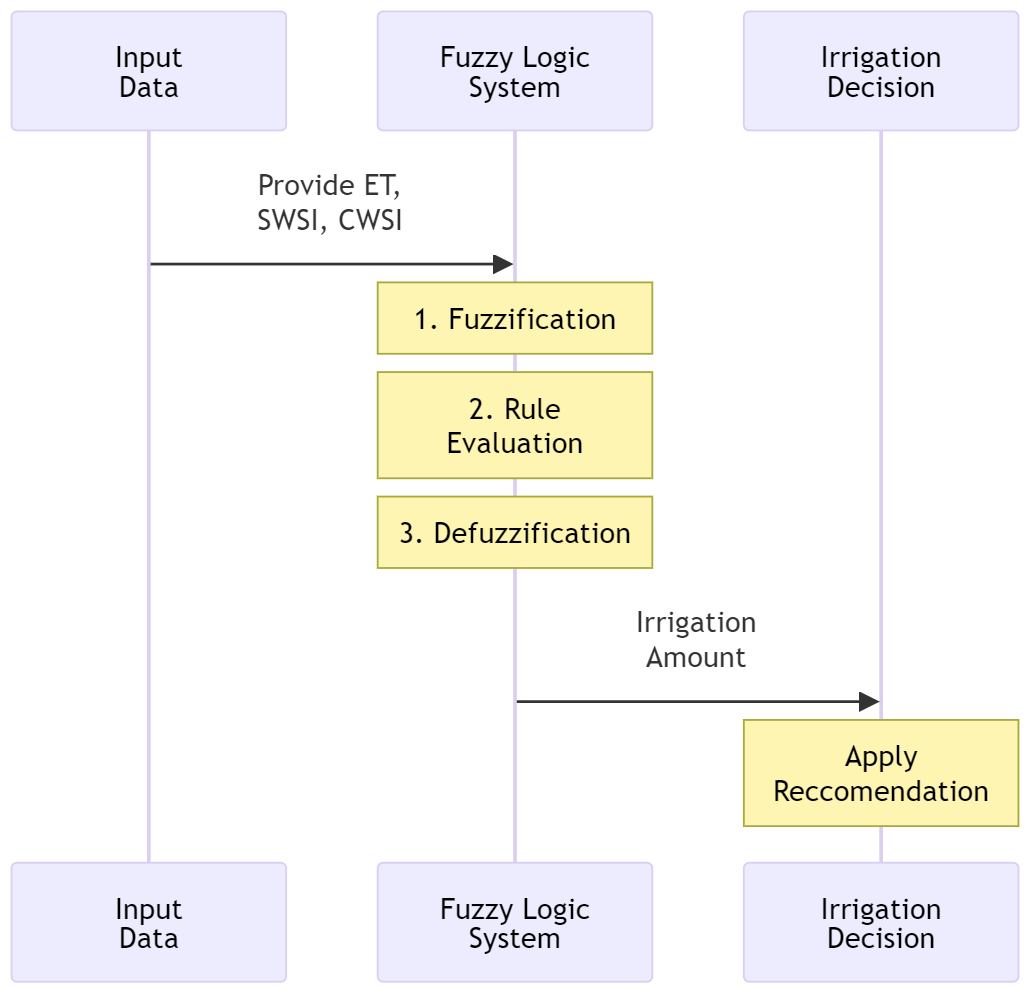 Input
Data
Fuzzy Logic
System
Irrigation
Decision
Provide ET,
SWSI, CWSI
1. Fuzzification
2. Rule
Evaluation
3. Defuzzification
Irrigation
Amount
Apply
Reccomendation
Input
Data
Fuzzy Logic
System
Irrigation
Decision